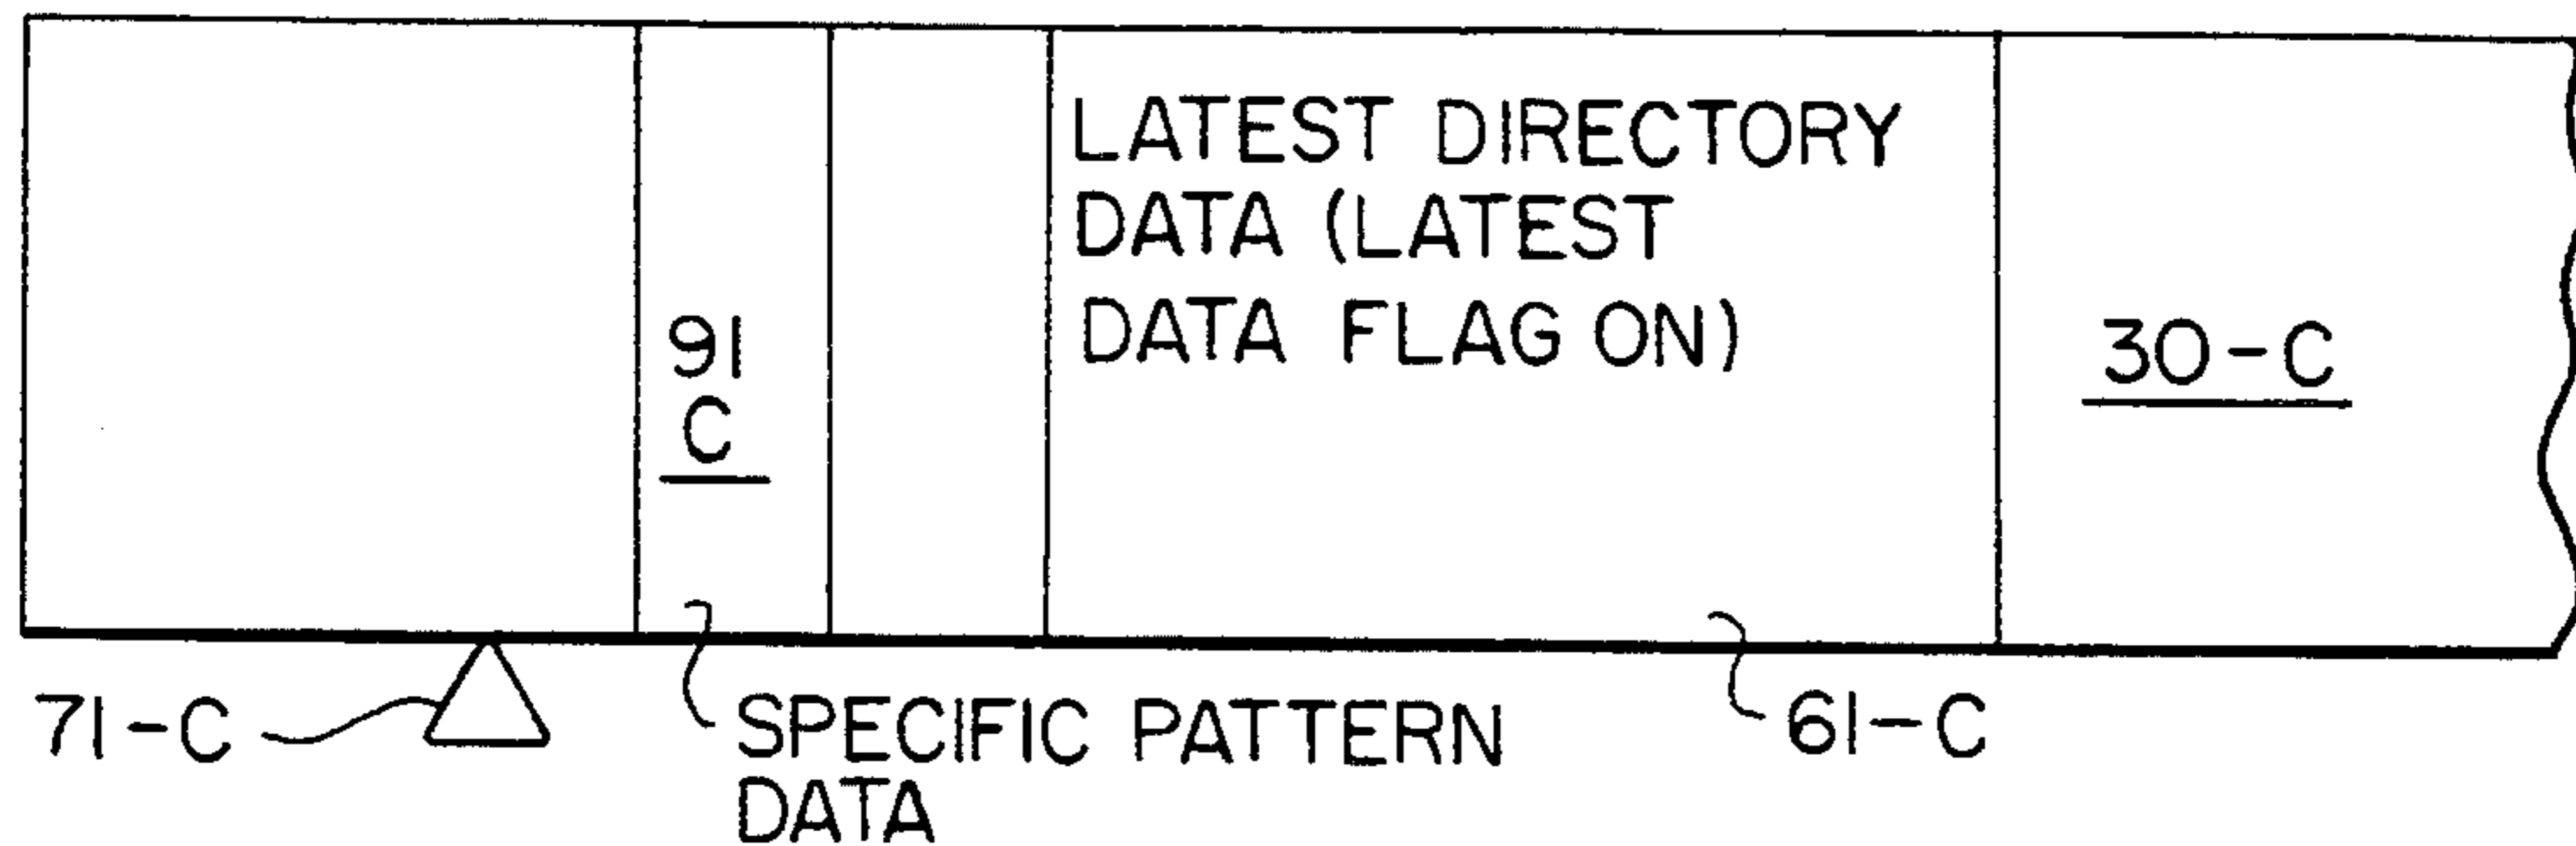 LATEST DIRECTORY
DATA (LATEST
DATA FLAG ON)
91
C
30-C
71-C
SPECIFIC PATTERN
DATA
61-C